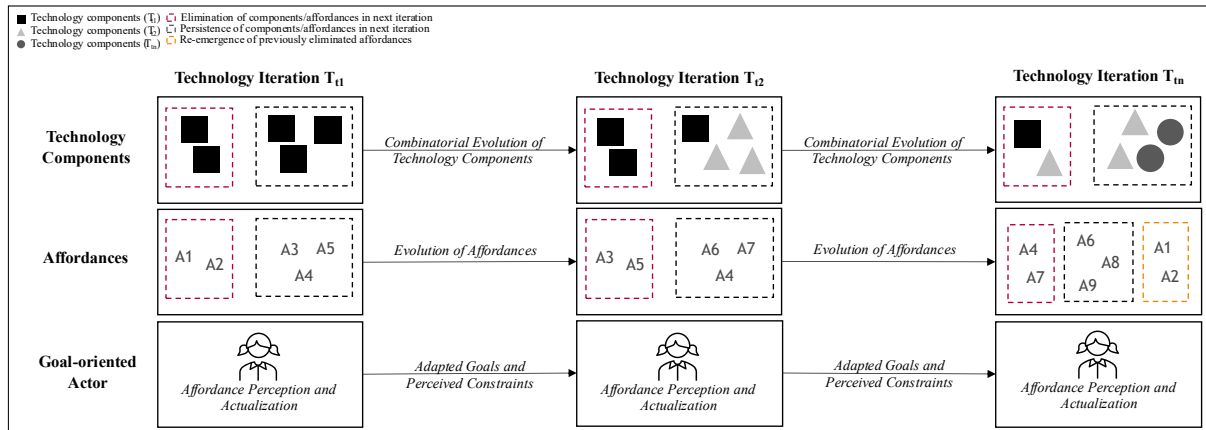 Technology components (T₁) Elimination of components/affordances in next iteration
Technology components (T₂) Persistence of components/affordances in next iteration
Technology components (Tₜₙ) Re-emergence of previously eliminated affordances
Technology Iteration Tₜ₁ Technology Iteration Tₜ₂ Technology Iteration Tₜₙ
Technology
Components
Combinatorial Evolution of
Technology Components
Combinatorial Evolution of
Technology Components
Affordances
A1
A2
A3
A5
A4
Evolution of Affordances
A3
A5
A6
A7
A4
Evolution of Affordances
A4
A7
A6
A8
A9
A1
A2
Goal-oriented
Actor
Affordance Perception and
Actualization
Adapted Goals and
Perceived Constraints
Affordance Perception and
Actualization
Adapted Goals and
Perceived Constraints
Affordance Perception and
Actualization